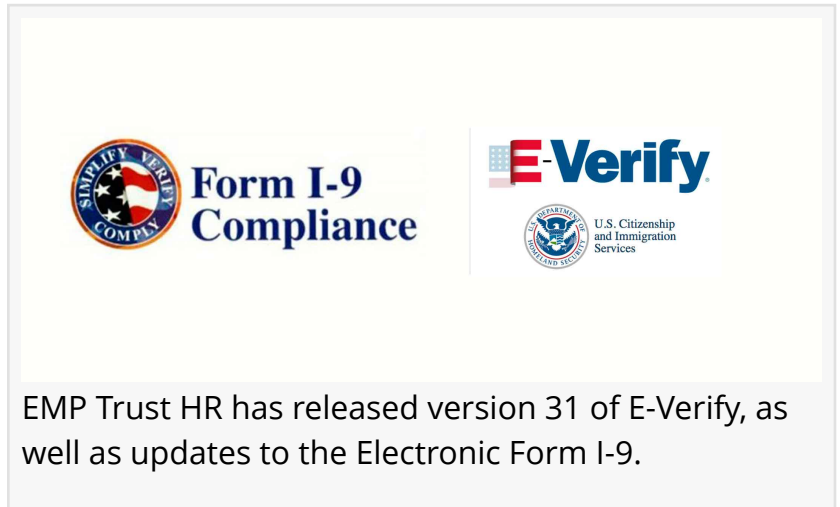 SIMPLIFY VERIFY
COMPLY
Form I-9
Compliance
E-Verify
U.S. DEPARTMENT OF
HOMELAND SECURITY
U.S. Citizenship
and Immigration
Services
EMP Trust HR has released version 31 of E-Verify, as
well as updates to the Electronic Form I-9.